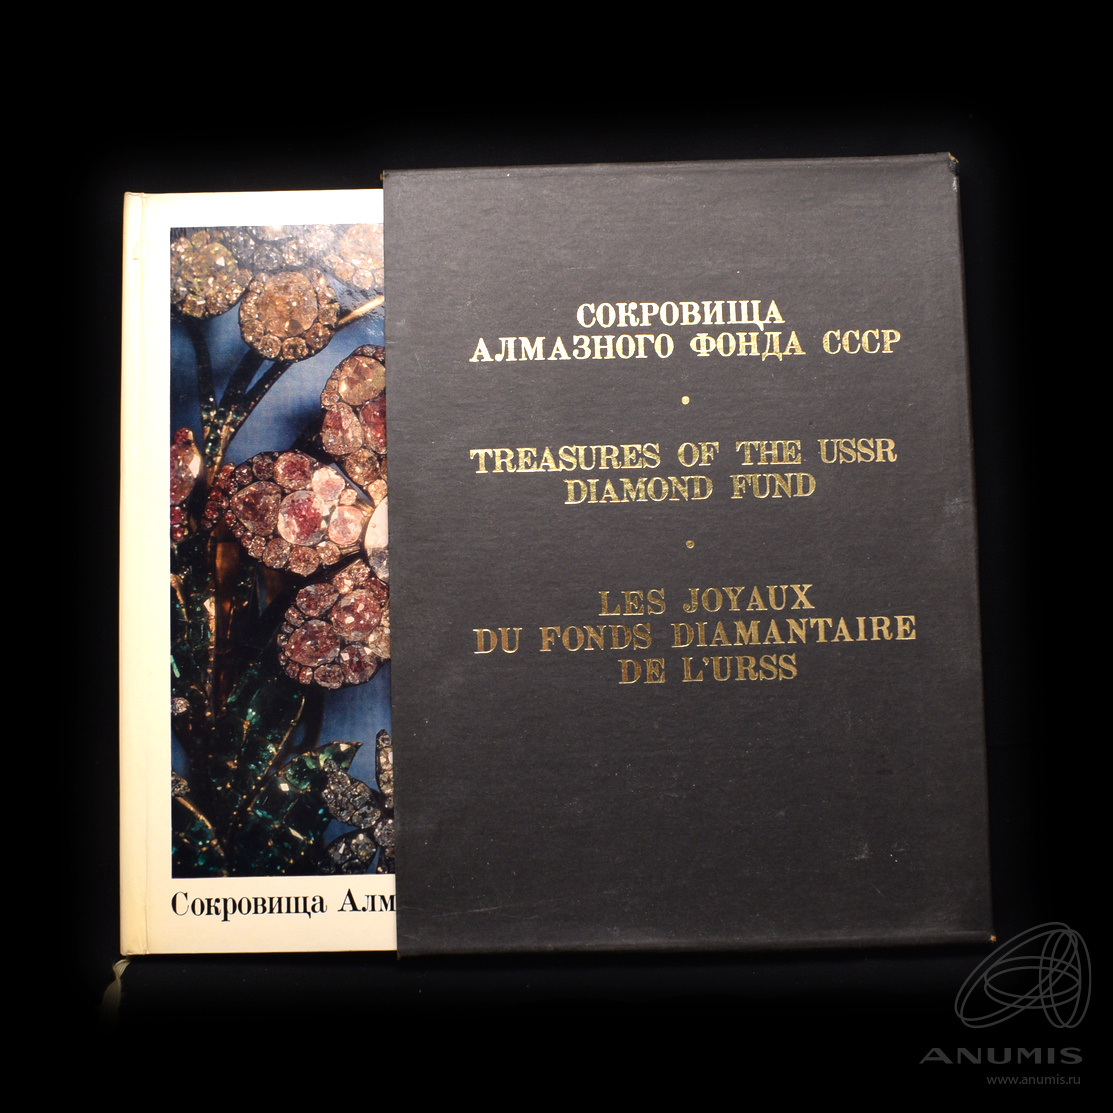 СОКРОВИЩА
АЛМАЗНОГО ФОНДА СССР
TREASURES OF THE USSR
DIAMOND FUND
LES JOYAUX
DU FONDS DIAMANTAIRE
DE L'URSS
Сокровища Алм
ANUMIS
www.anumis.ru